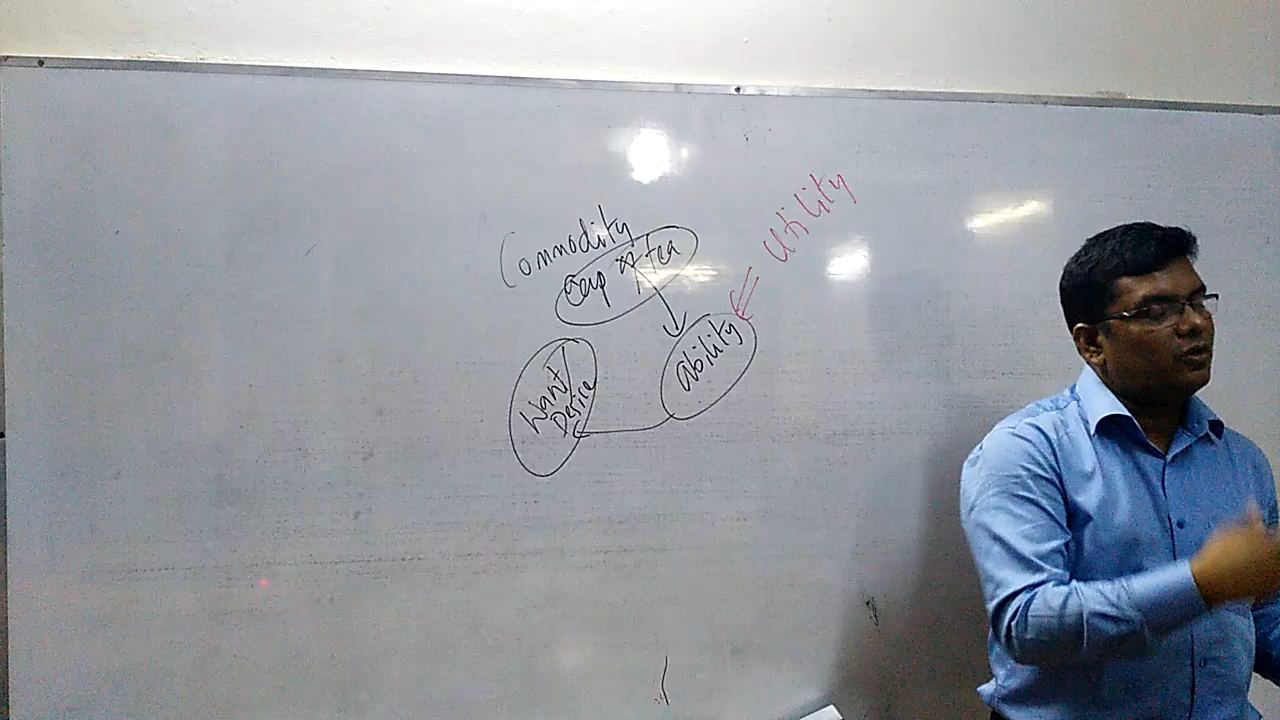 Commodity
Cup of tea
Utility
ability
Want/
Desire